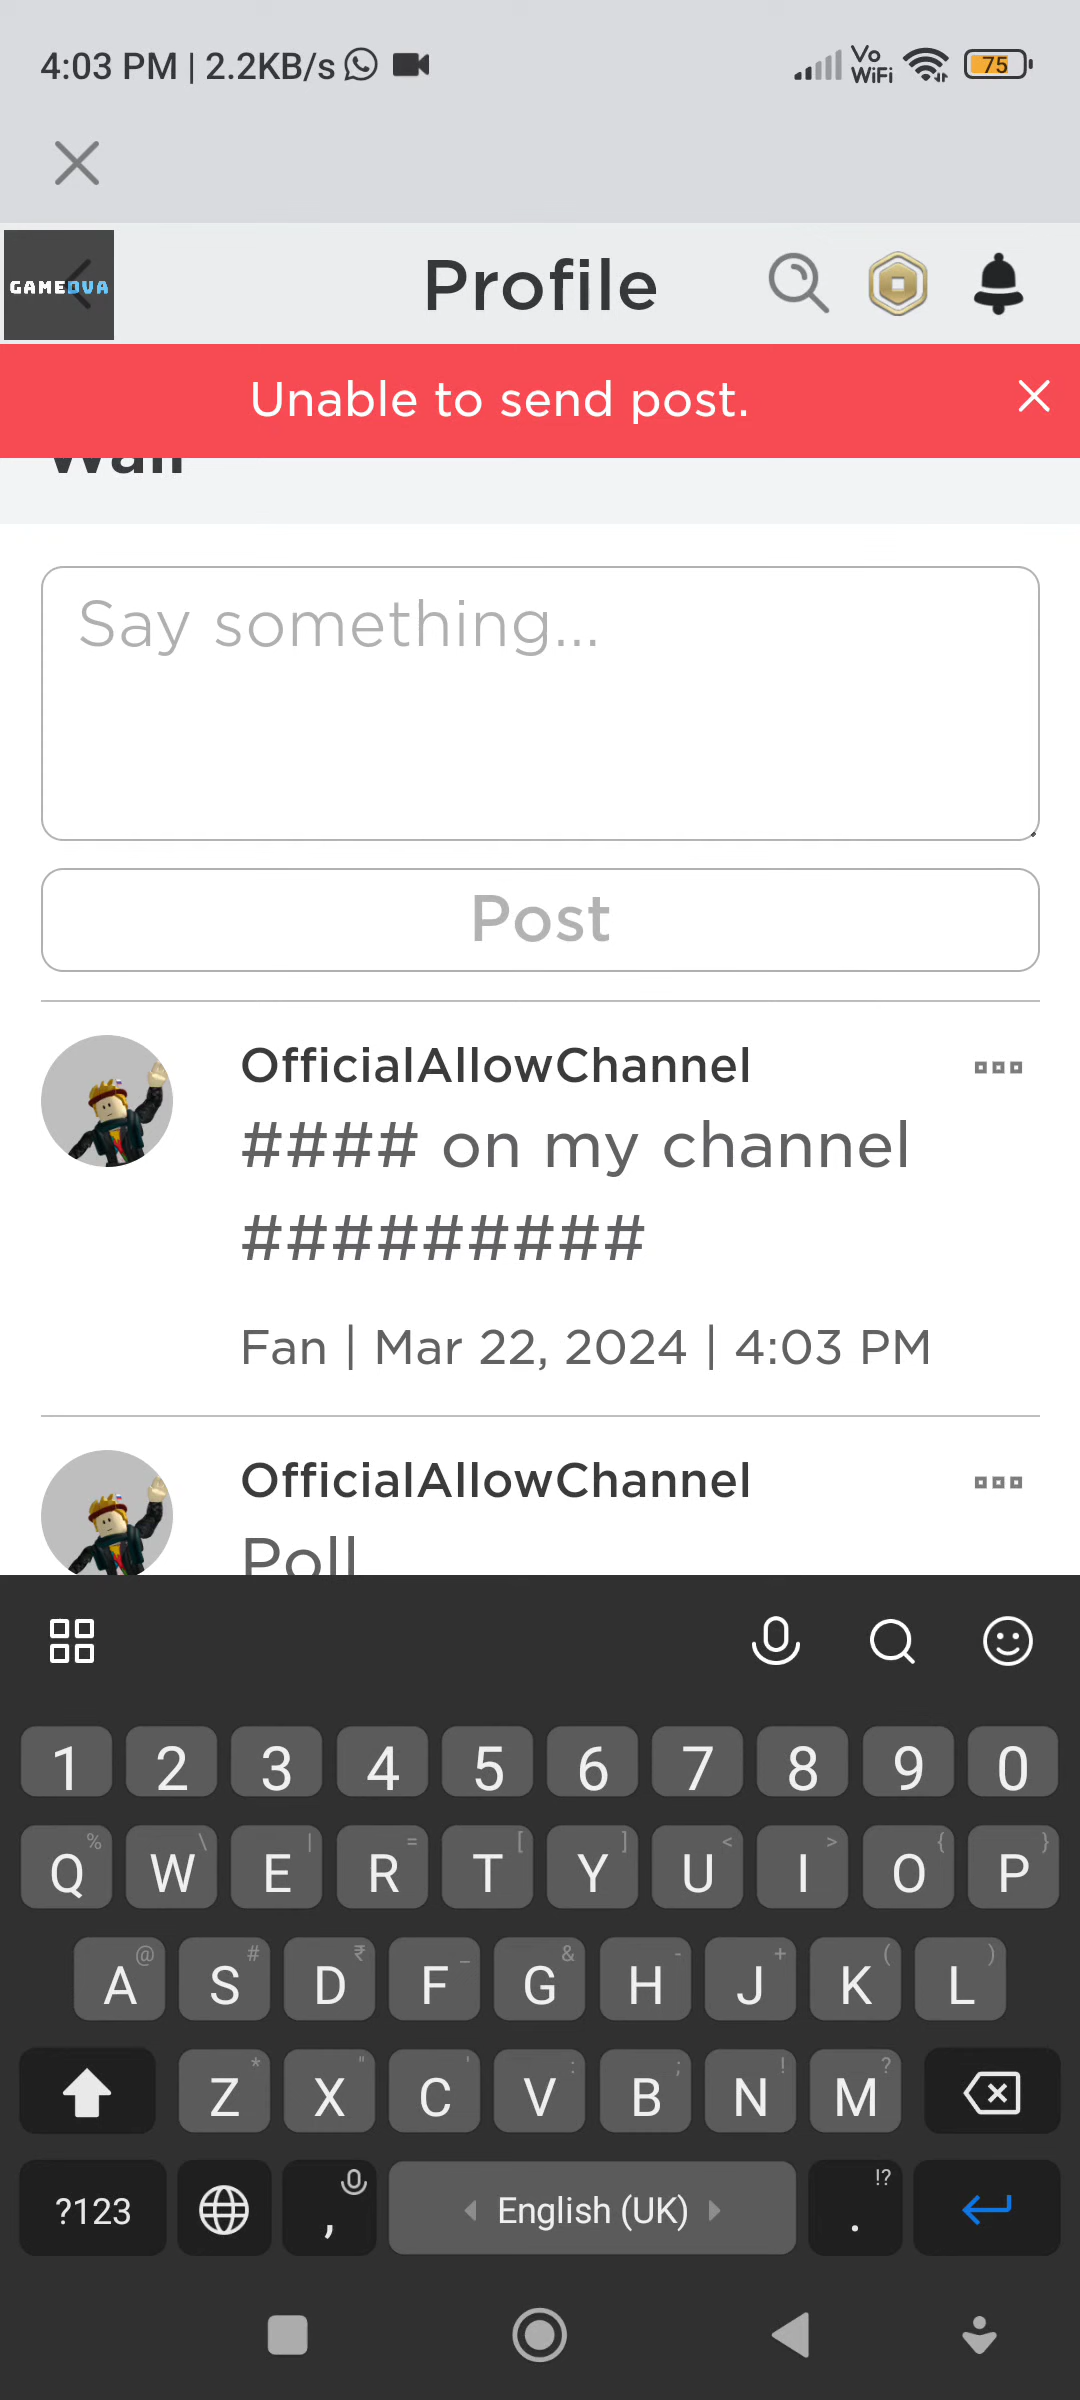 4:03 PM | 2.2KB/s Vo WiFi 75
GAMEDVA Profile
Unable to send post.
Wall
Say something...
Post
OfficialAllowChannel
#### on my channel
#########
Fan | Mar 22, 2024 | 4:03 PM
OfficialAllowChannel
Poll
1 2 3 4 5 6 7 8 9 0
% \ | = [ ] < > { }
Q W E R T Y U I O P
@ # ₹ _ & - + ( )
A S D F G H J K L
* " ' : ; ! ?
Z X C V B N M
!?
?123 , English (UK) .